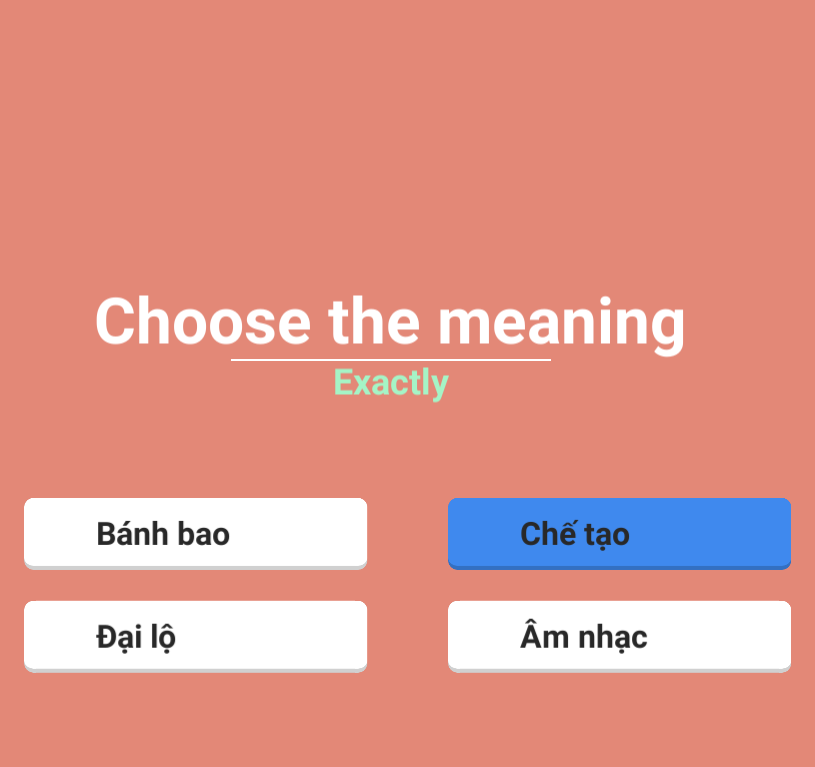 Choose the meaning
Exactly
Bánh bao
Chế tạo
Đại lộ
Âm nhạc